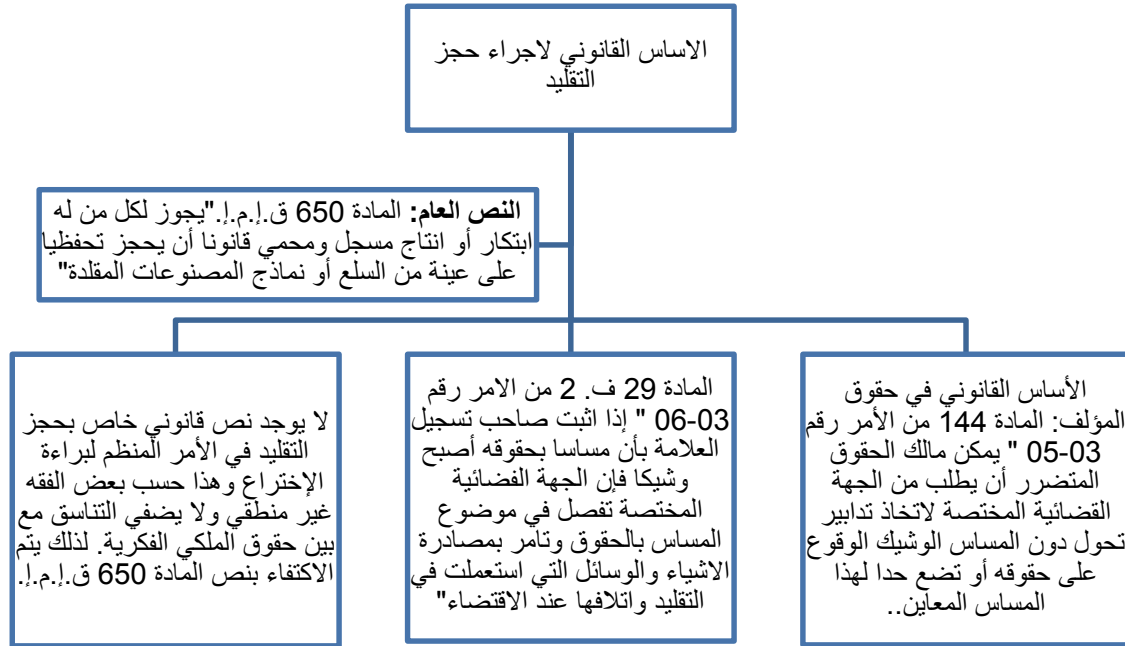 الاساس القانوني لاجراء حجز
التقليد
النص العام: المادة 650 ق.إ.م.إ."يجوز لكل من له
ابتكار أو انتاج مسجل ومحمي قانونا أن يحجز تحفظيا
على عينة من السلع أو نماذج المصنوعات المقلدة"
الأساس القانوني في حقوق
المؤلف: المادة 144 من الأمر رقم
05-03 " يمكن مالك الحقوق
المتضرر أن يطلب من الجهة
القضائية المختصة لاتخاذ تدابير
تحول دون المساس الوشيك الوقوع
على حقوقه أو تضع حدا لهذا
المساس المعاين..
المادة 29 ف. 2 من الامر رقم
06-03 " إذا اثبت صاحب تسجيل
العلامة بأن مساسا بحقوقه أصبح
وشيكا فإن الجهة القضائية
المختصة تفصل في موضوع
المساس بالحقوق وتامر بمصادرة
الاشياء والوسائل التي استعملت في
التقليد واتلافها عند الاقتضاء"
لا يوجد نص قانوني خاص بحجز
التقليد في الأمر المنظم لبراءة
الإختراع وهذا حسب بعض الفقه
غير منطقي ولا يضفي التناسق مع
بين حقوق الملكي الفكرية. لذلك يتم
الاكتفاء بنص المادة 650 ق.إ.م.إ.